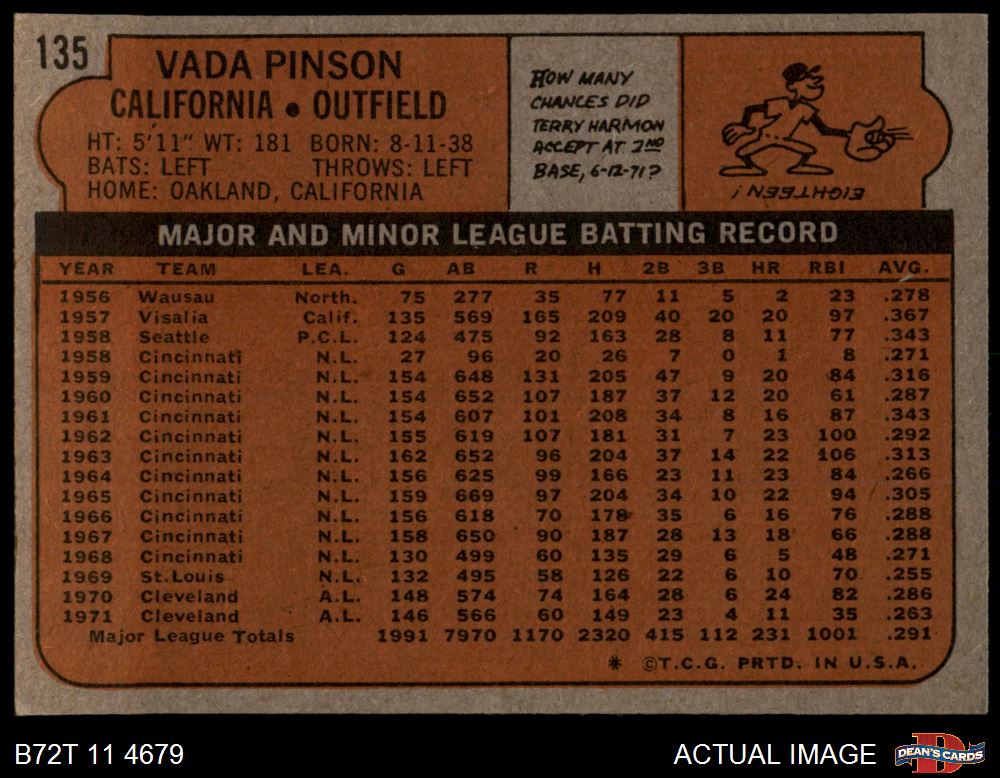 135
VADA PINSON
CALIFORNIA • OUTFIELD
HT: 5'11" WT: 181 BORN: 8-11-38
BATS: LEFT THROWS: LEFT
HOME: OAKLAND, CALIFORNIA
HOW MANY
CHANCES DID
TERRY HARMON
ACCEPT AT 2ND
BASE, 6-12-71?
EIGHTEEN!
MAJOR AND MINOR LEAGUE BATTING RECORD
YEAR TEAM LEA. G AB R H 2B 3B HR RBI AVG.
1956 Wausau North. 75 277 35 77 11 5 2 23 .278
1957 Visalia Calif. 135 569 165 209 40 20 20 97 .367
1958 Seattle P.C.L. 124 475 92 163 28 8 11 77 .343
1958 Cincinnati N.L. 27 96 20 26 7 0 1 8 .271
1959 Cincinnati N.L. 154 648 131 205 47 9 20 84 .316
1960 Cincinnati N.L. 154 652 107 187 37 12 20 61 .287
1961 Cincinnati N.L. 154 607 101 208 34 8 16 87 .343
1962 Cincinnati N.L. 155 619 107 181 31 7 23 100 .292
1963 Cincinnati N.L. 162 652 96 204 37 14 22 106 .313
1964 Cincinnati N.L. 156 625 99 166 23 11 23 84 .266
1965 Cincinnati N.L. 159 669 97 204 34 10 22 94 .305
1966 Cincinnati N.L. 156 618 70 178 35 6 16 76 .288
1967 Cincinnati N.L. 158 650 90 187 28 13 18 66 .288
1968 Cincinnati N.L. 130 499 60 135 29 6 5 48 .271
1969 St.Louis N.L. 132 495 58 126 22 6 10 70 .255
1970 Cleveland A.L. 148 574 74 164 28 6 24 82 .286
1971 Cleveland A.L. 146 566 60 149 23 4 11 35 .263
Major League Totals 1991 7970 1170 2320 415 112 231 1001 .291
* ©T.C.G. PRTD. IN U.S.A.
B72T 11 4679
ACTUAL IMAGE
DEAN'S CARDS